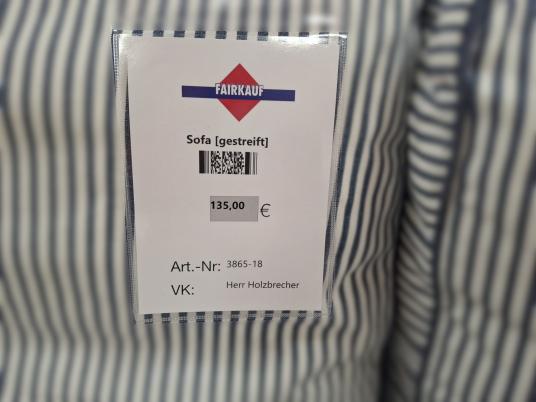 FAIRKAUF
Sofa [gestreift]
135,00 €
Art.-Nr: 3865-18
VK: Herr Holzbrecher